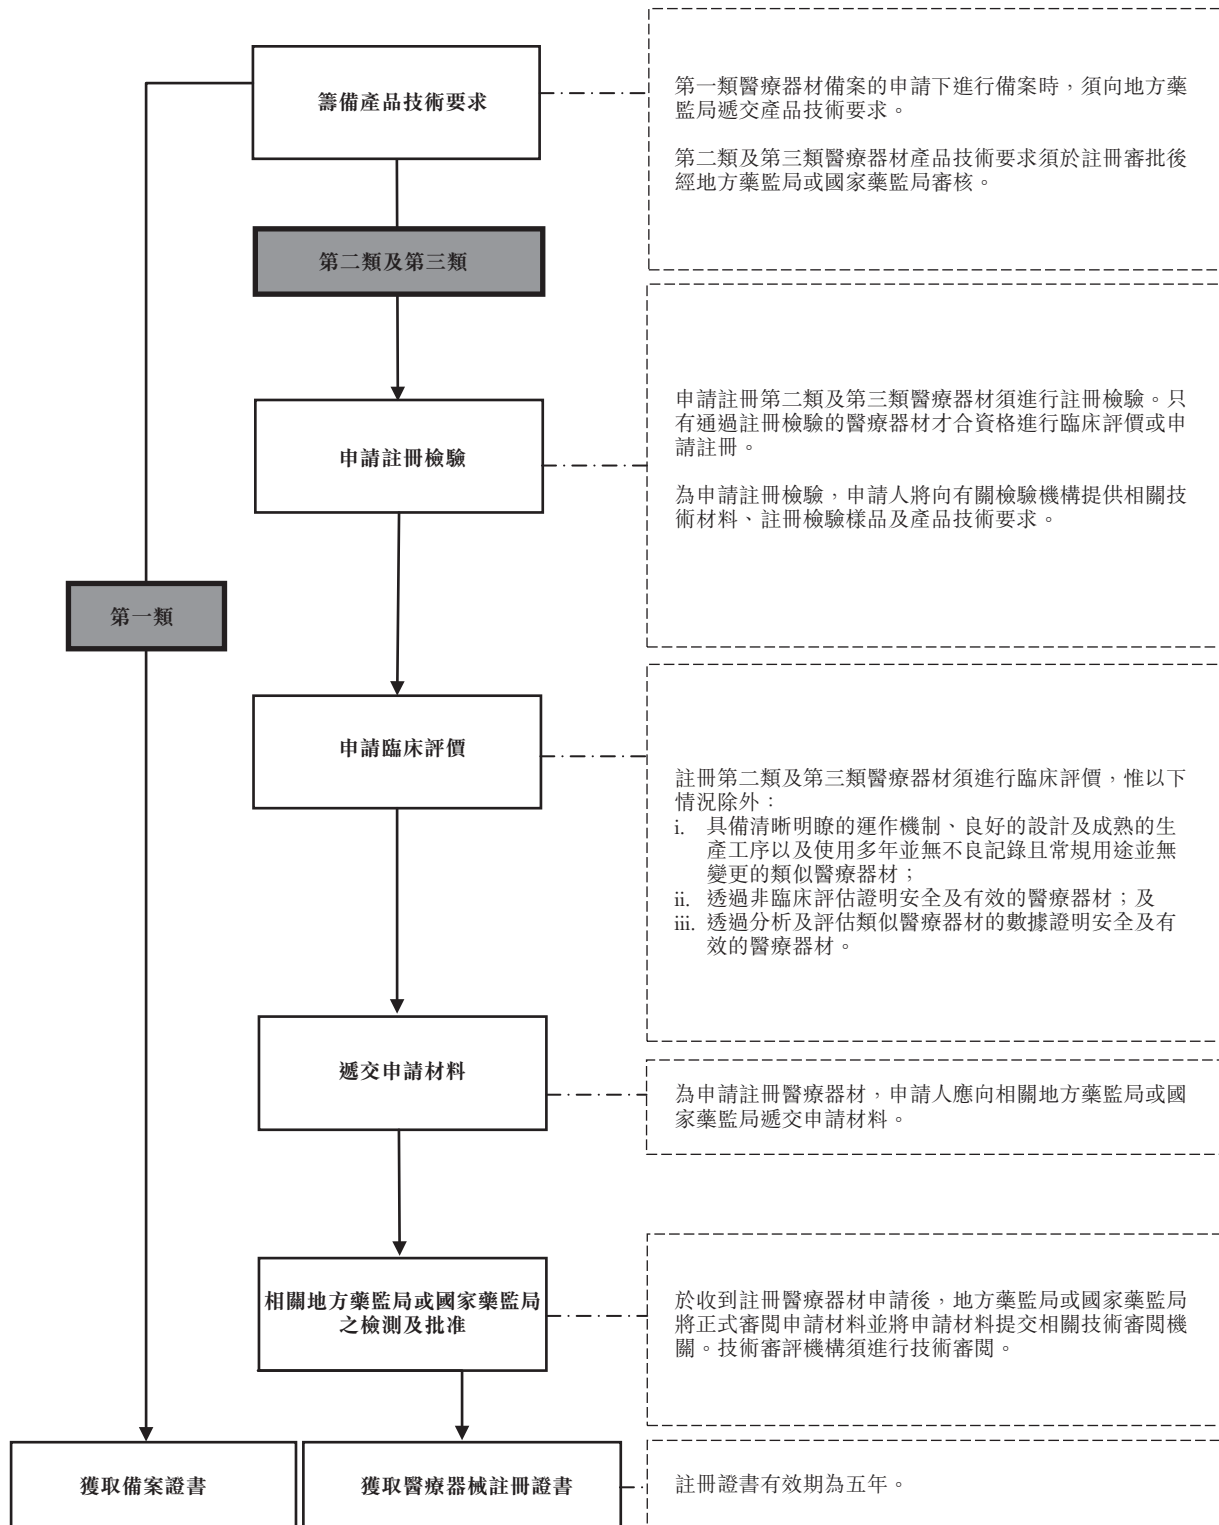 籌備產品技術要求
第一類醫療器材備案的申請下進行備案時，須向地方藥
監局遞交產品技術要求。
第二類及第三類醫療器材產品技術要求須於註冊審批後
經地方藥監局或國家藥監局審核。
第二類及第三類
申請註冊檢驗
申請註冊第二類及第三類醫療器材須進行註冊檢驗。只
有通過註冊檢驗的醫療器材才合資格進行臨床評價或申
請註冊。
為申請註冊檢驗，申請人將向有關檢驗機構提供相關技
術材料、註冊檢驗樣品及產品技術要求。
第一類
申請臨床評價
註冊第二類及第三類醫療器材須進行臨床評價，惟以下
情況除外：
i. 具備清晰明瞭的運作機制、良好的設計及成熟的生
產工序以及使用多年並無不良記錄且常規用途並無
變更的類似醫療器材；
ii. 透過非臨床評估證明安全及有效的醫療器材；及
iii. 透過分析及評估類似醫療器材的數據證明安全及有
效的醫療器材。
遞交申請材料
為申請註冊醫療器材，申請人應向相關地方藥監局或國
家藥監局遞交申請材料。
相關地方藥監局或國家藥監局
之檢測及批准
於收到註冊醫療器材申請後，地方藥監局或國家藥監局
將正式審閱申請材料並將申請材料提交相關技術審閱機
關。技術審評機構須進行技術審閱。
獲取備案證書
獲取醫療器械註冊證書
註冊證書有效期為五年。